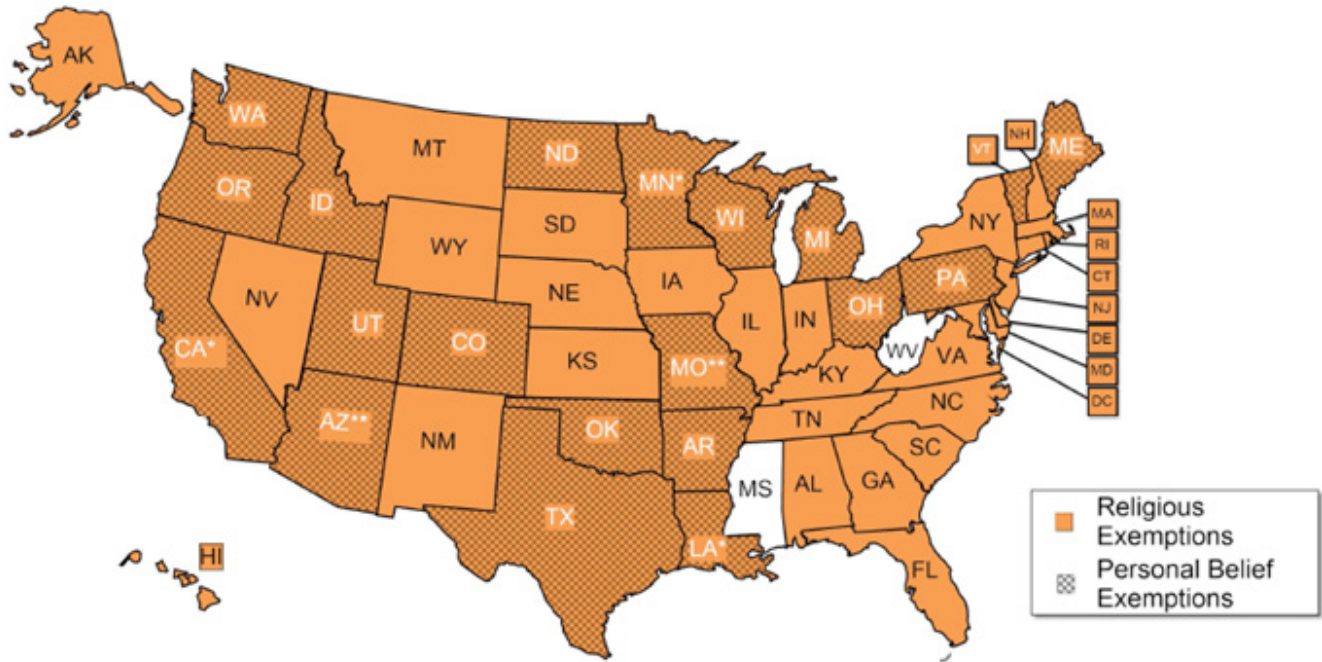 AK
WA
MT
ND
MN*
ME
NH
VT
OR
ID
WY
SD
WI
MI
NY
MA
RI
CT
NJ
DE
MD
DC
NV
UT
CO
NE
IA
IL
IN
OH
PA
WV
VA
CA*
KS
MO**
KY
NC
AZ**
NM
OK
AR
TN
SC
TX
LA*
MS
AL
GA
FL
HI
Religious
Exemptions
Personal Belief
Exemptions